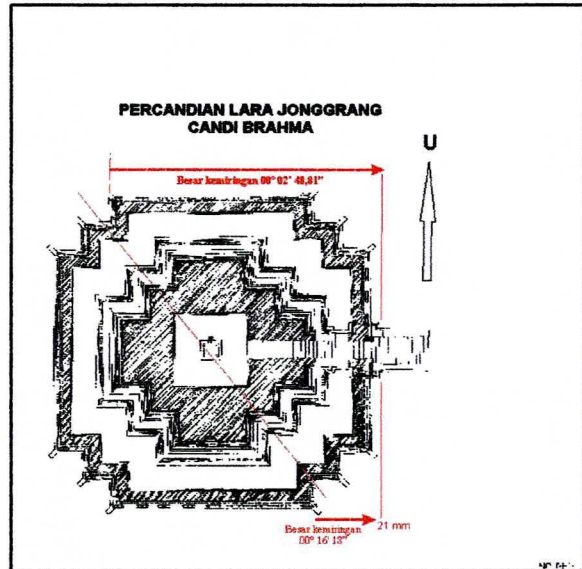 PERCANDIAN LARA JONGGRANG
CANDI BRAHMA
U
Besar kemiringan 00° 02' 48,81"
21 mm
Besar kemiringan
00° 16' 13"